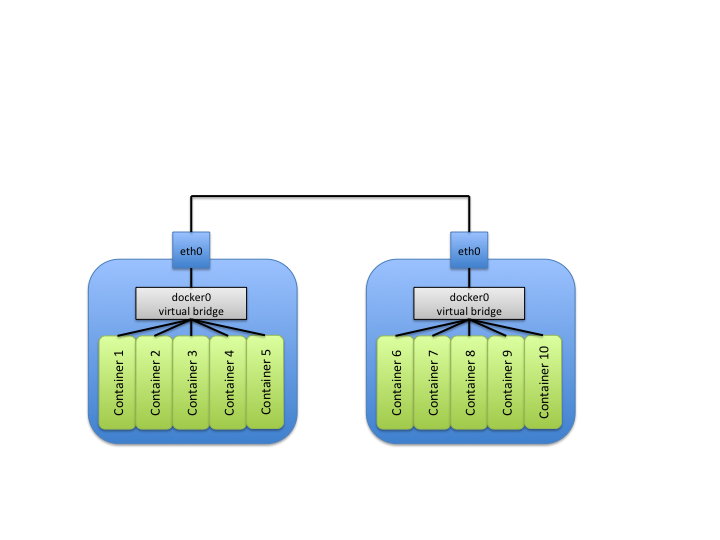 eth0
eth0
docker0
virtual bridge
docker0
virtual bridge
Container 1
Container 2
Container 3
Container 4
Container 5
Container 6
Container 7
Container 8
Container 9
Container 10